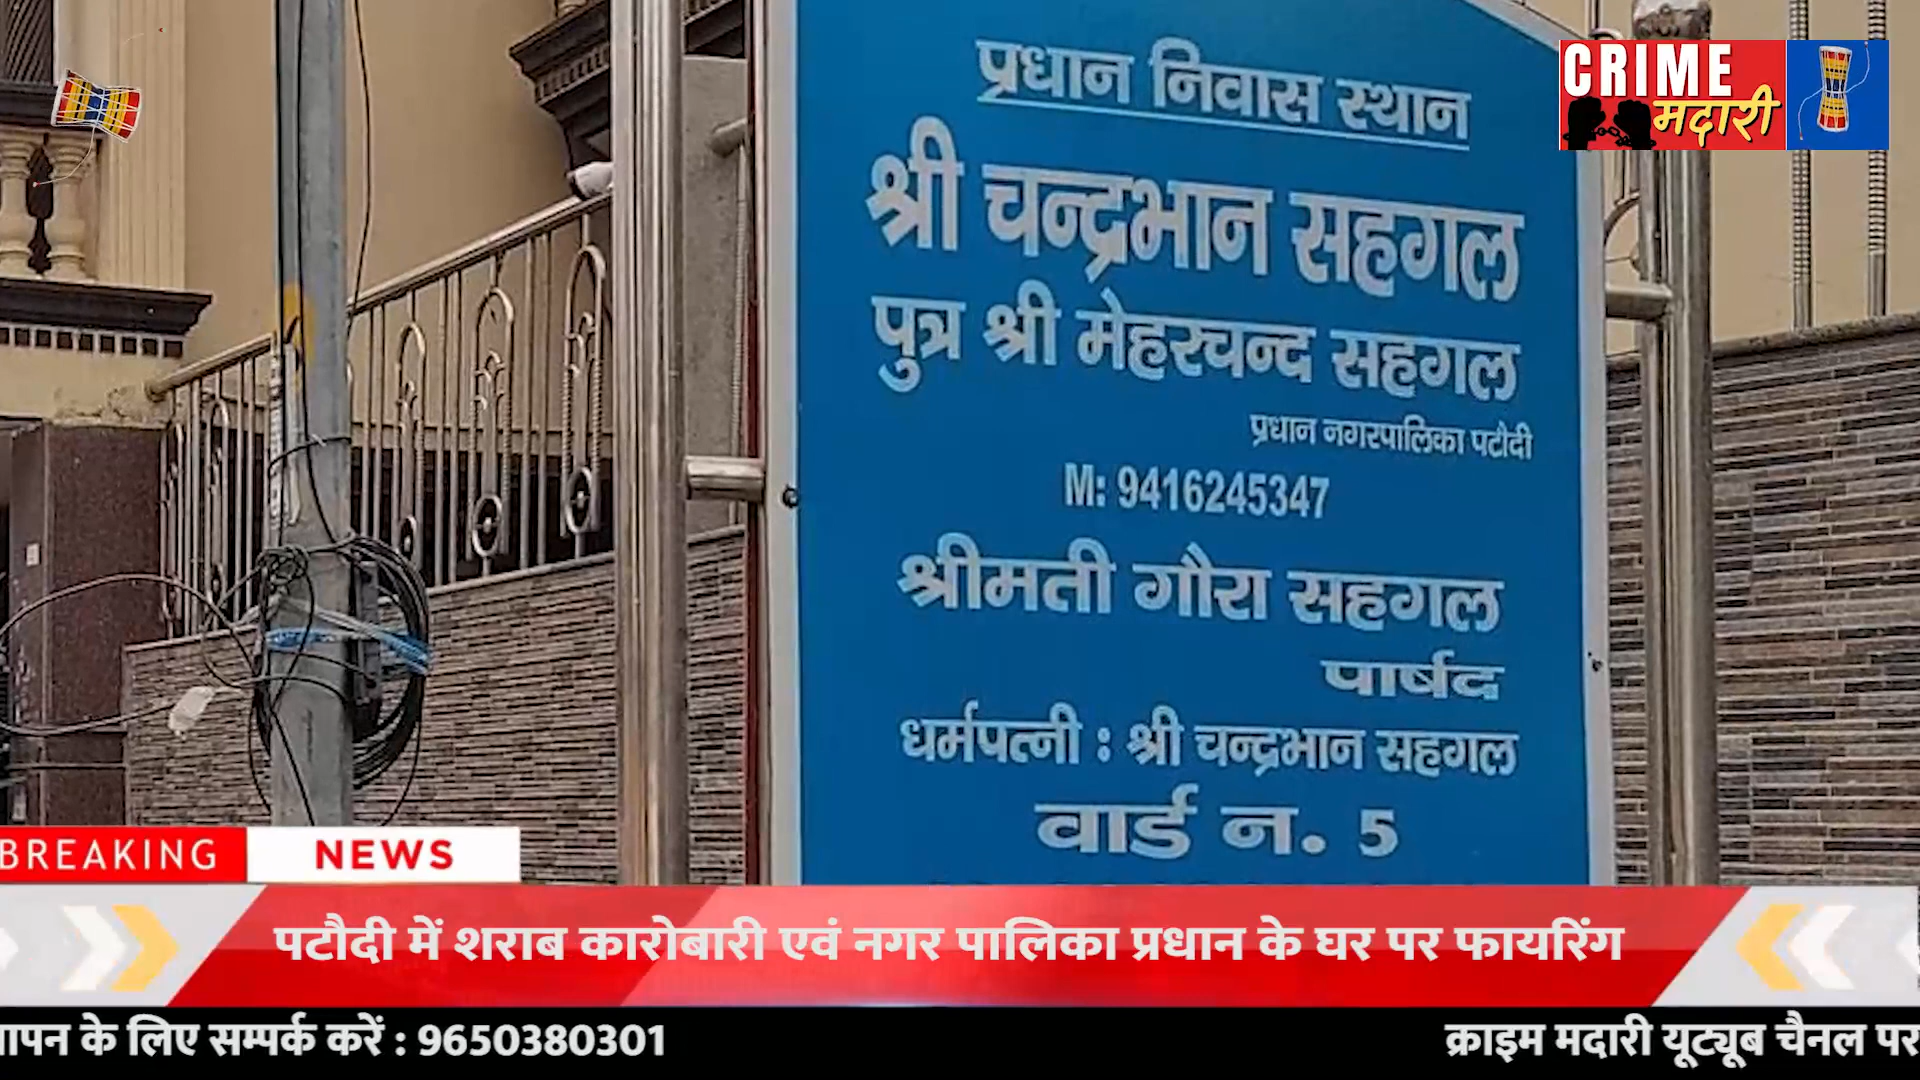 CRIME
मदारी
प्रधान निवास स्थान
श्री चन्द्रभान सहगल
पुत्र श्री मेहरचन्द सहगल
प्रधान नगरपालिका पटौदी
M: 9416245347
श्रीमती गौरा सहगल
पार्षद
धर्मपत्नी : श्री चन्द्रभान सहगल
वार्ड न. 5
BREAKING NEWS
पटौदी में शराब कारोबारी एवं नगर पालिका प्रधान के घर पर फायरिंग
के लिए सम्पर्क करें : 9650380301 क्राइम मदारी यूट्यूब चैनल पर